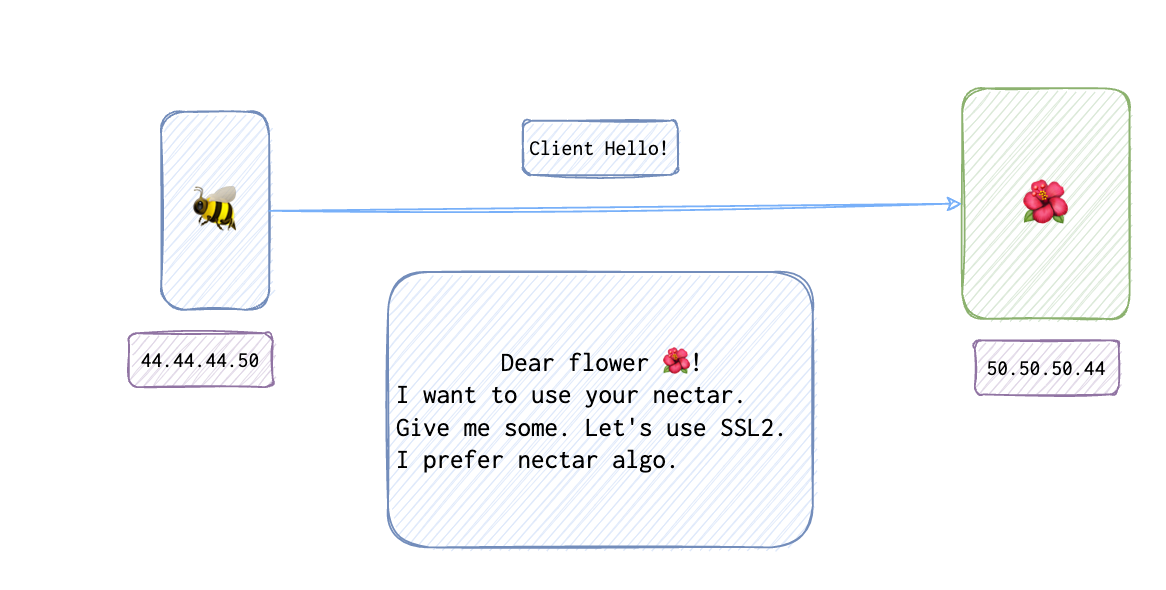 Client Hello!
44.44.44.50
50.50.50.44
Dear flower 🌺!
I want to use your nectar.
Give me some. Let's use SSL2.
I prefer nectar algo.